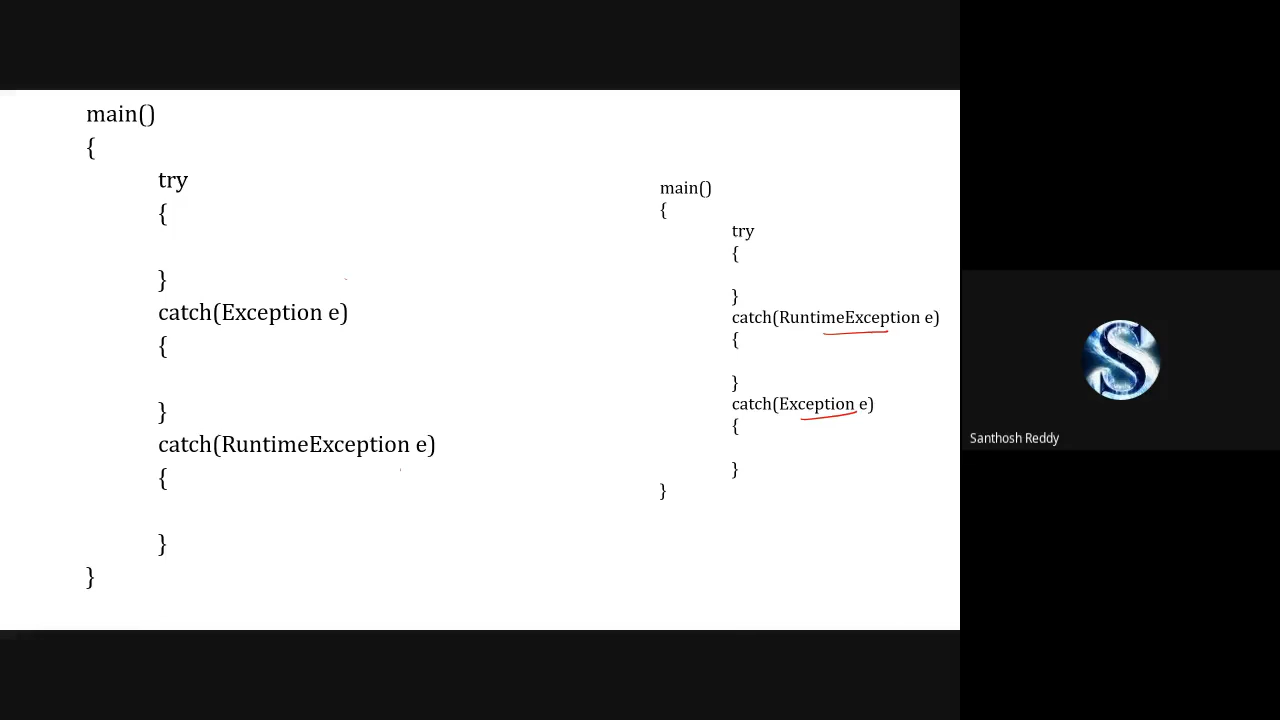 main()
{
try
{
}
catch(Exception e)
{
}
catch(RuntimeException e)
{
}
}
main()
{
try
{
}
catch(RuntimeException e)
{
}
catch(Exception e)
{
}
}
S
Santhosh Reddy